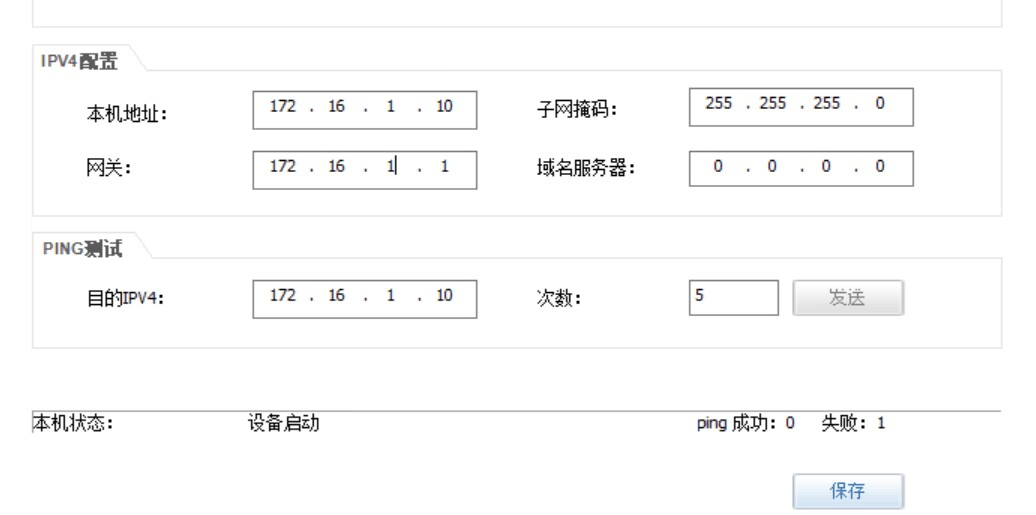 IPV4配置
本机地址： 172 . 16 . 1 . 10 子网掩码： 255 . 255 . 255 . 0
网关： 172 . 16 . 1 . 1 域名服务器： 0 . 0 . 0 . 0
PING测试
目的IPV4： 172 . 16 . 1 . 10 次数： 5 发送
本机状态： 设备启动 ping 成功：0 失败：1
保存